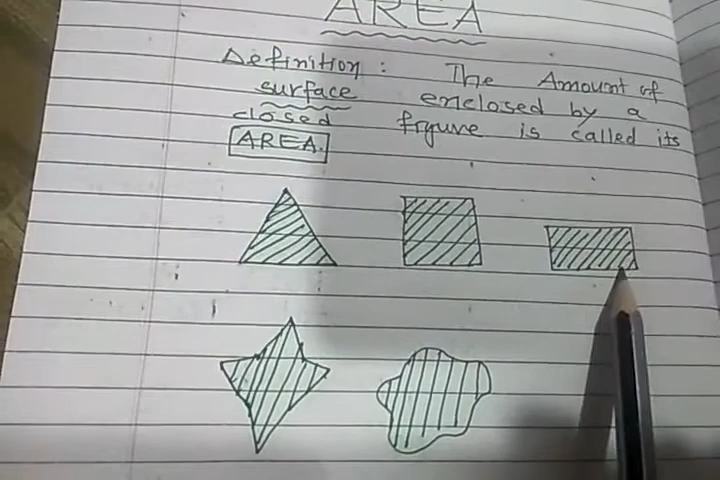 AREA
Definition : The Amount of
surface enclosed by a
closed figure is called its
AREA.